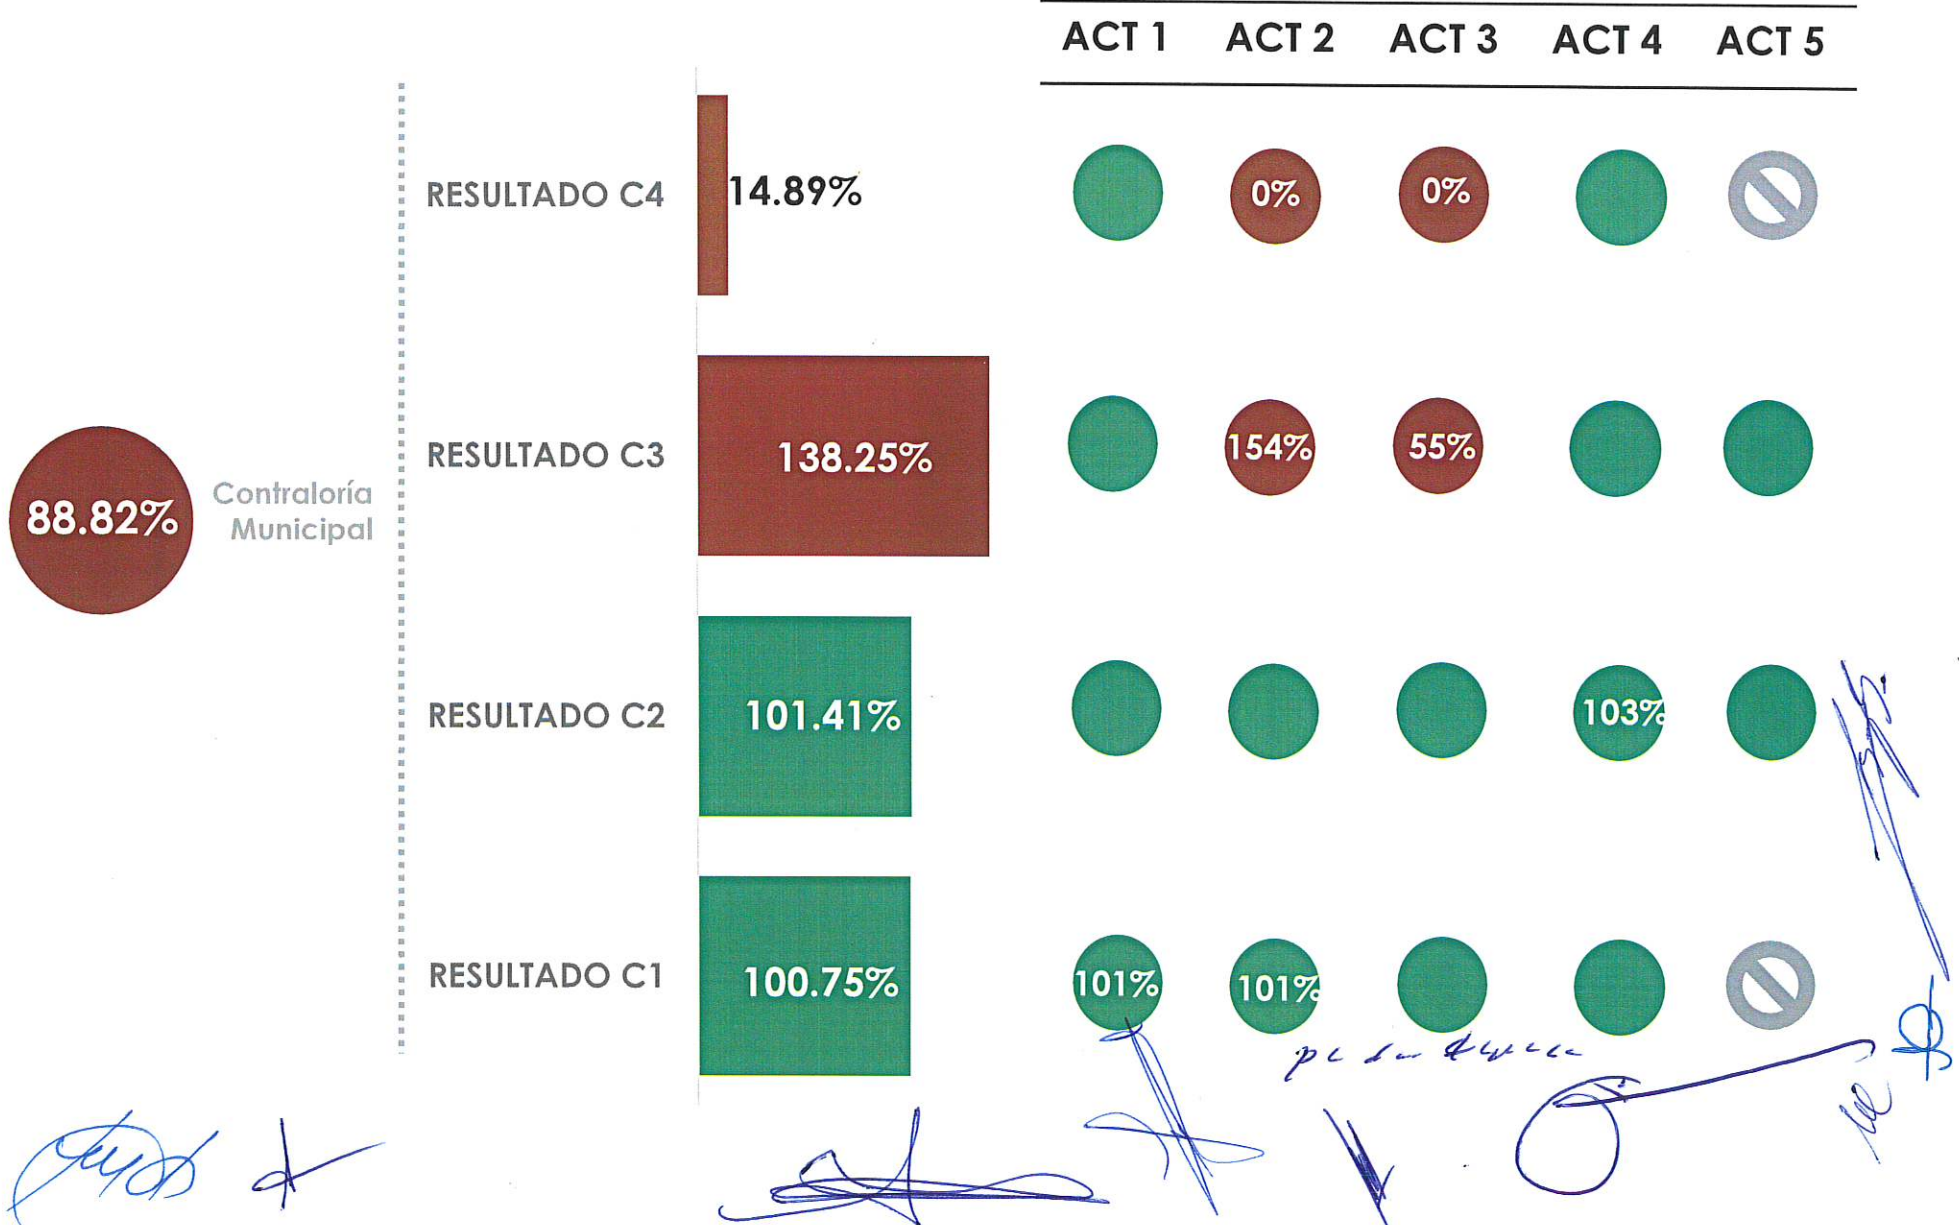 ACT 1 ACT 2 ACT 3 ACT 4 ACT 5
RESULTADO C4 14.89% 0% 0%
RESULTADO C3 138.25% 154% 55%
88.82% Contraloría
Municipal
RESULTADO C2 101.41% 103%
RESULTADO C1 100.75% 101% 101%